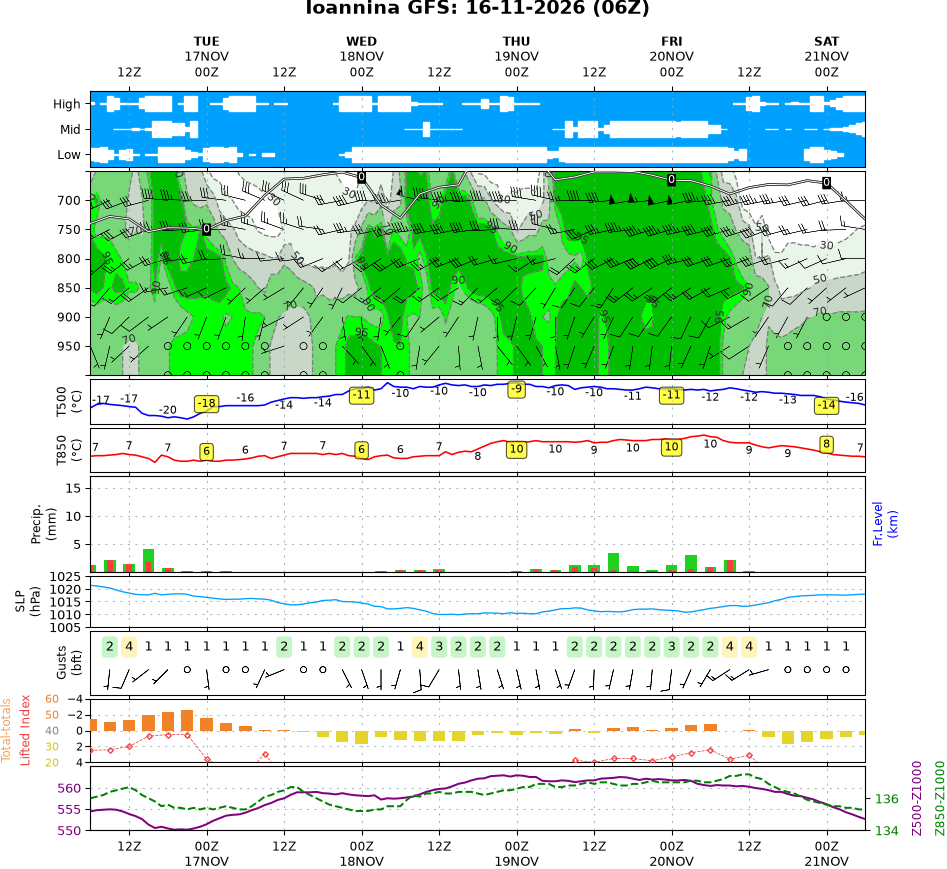 Ioannina GFS: 16-11-2026 (06Z)
TUE WED THU FRI SAT
17NOV 18NOV 19NOV 20NOV 21NOV
12Z 00Z 12Z 00Z 12Z 00Z 12Z 00Z 12Z 00Z
High
Mid
Low
700
750
800
850
900
950
0 0 0 0
T500 (°C)
-17 -17 -20 -18 -16 -14 -14 -11 -10 -10 -10 -9 -10 -10 -11 -11 -12 -12 -13 -14 -16
T850 (°C)
7 7 7 6 6 7 7 6 6 7 8 10 10 9 10 10 10 9 9 8 7
Precip. (mm)
15
10
5
Fr.Level (km)
SLP (hPa)
1025
1020
1015
1010
1005
Gusts (bft)
2 4 1 1 1 1 1 1 1 2 1 1 2 2 2 1 4 3 2 2 2 1 1 1 2 2 2 2 2 3 2 2 4 4 1 1 1 1 1
Total-totals
Lifted Index
60 −4
50 −2
40 0
30 2
20 4
560
555
550
136
134
Z500-Z1000
Z850-Z1000
12Z 00Z 12Z 00Z 12Z 00Z 12Z 00Z 12Z 00Z
17NOV 18NOV 19NOV 20NOV 21NOV